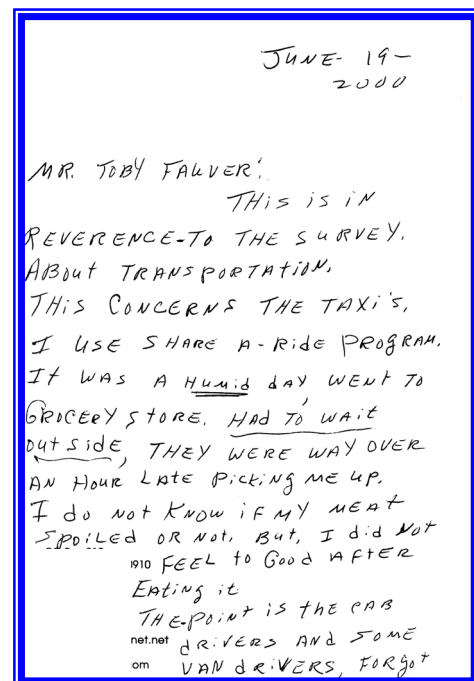 JUNE- 19-
2000
MR. TOBY FAUVER!
THis is iN
REVERENCE-TO THE SURVEY.
ABout TRANSPORTATiON.
THis CONCERNS THE TAXI'S,
I USE SHARE A-RidE PROGRAM.
It WAS A HUMid dAY, WENt TO
GROCERY STORE. HAD TO WAit
OUtSidE, THEY WERE WAY OVER
AN HOUR LATE PicKiNG ME UP.
I do NOt KNOW iF MY MEAt
SPOiLEd OR NOt. But, I did NOt
1910 FEEL to Good AFtER
EAtiNG it
THE-POiNt is tHE CAB
net.net dRiVERS AND SOME
om VAN dRiVERS, FORGOt